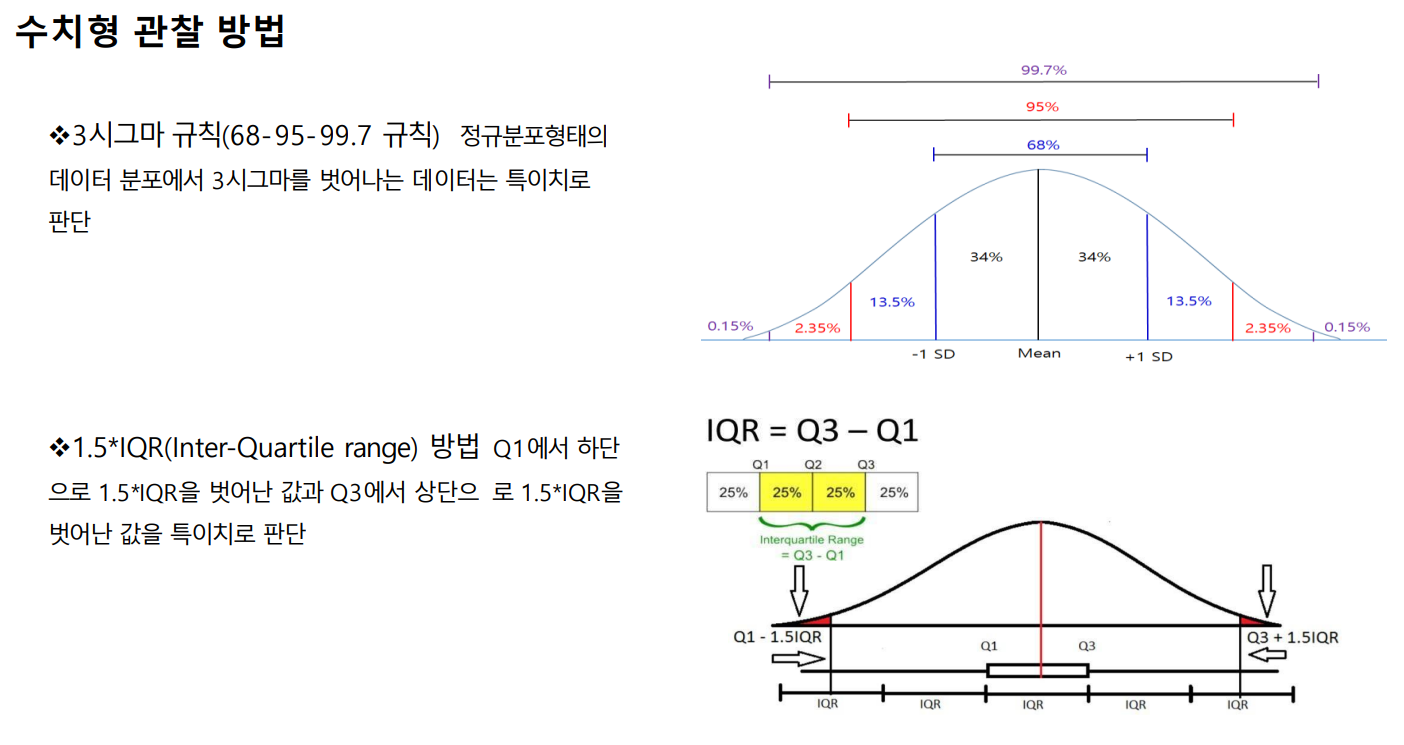 수치형 관찰 방법
❖3시그마 규칙(68-95-99.7 규칙) 정규분포형태의
데이터 분포에서 3시그마를 벗어나는 데이터는 특이치로
판단
99.7%
95%
68%
34% 34%
13.5% 13.5%
0.15% 2.35% 2.35% 0.15%
-1 SD Mean +1 SD
❖1.5*IQR(Inter-Quartile range) 방법 Q1에서 하단
으로 1.5*IQR을 벗어난 값과 Q3에서 상단으 로 1.5*IQR을
벗어난 값을 특이치로 판단
IQR = Q3 – Q1
Q1 Q2 Q3
25% 25% 25% 25%
Interquartile Range
= Q3 - Q1
Q1 - 1.5IQR Q3 + 1.5IQR
Q1 Q3
IQR IQR IQR IQR IQR